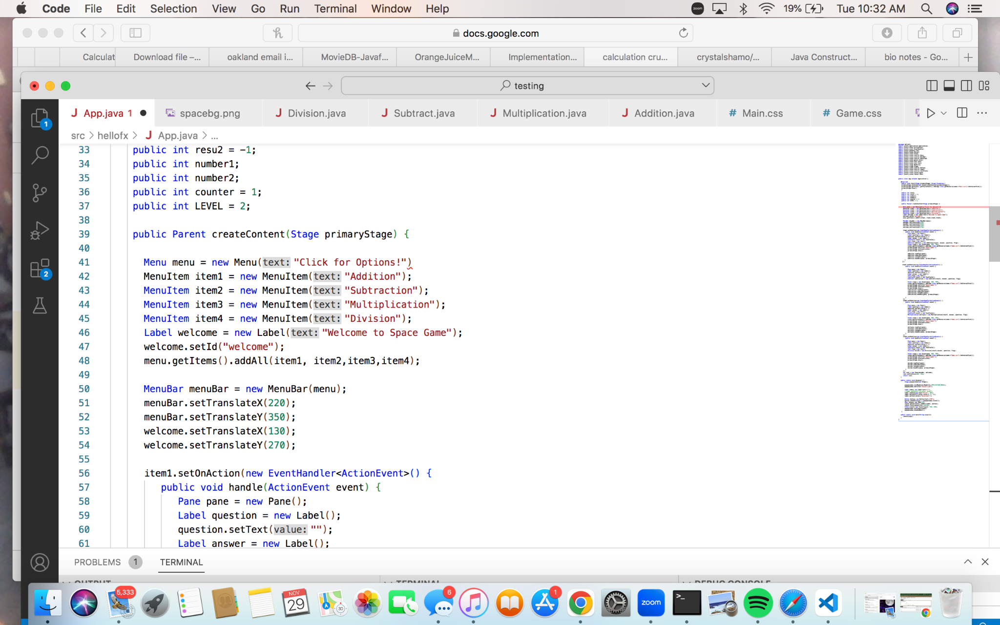 Code File Edit Selection View Go Run Terminal Window Help zoom 19% Tue 10:32 AM
docs.google.com
Calculat Download file –... oakland email i... MovieDB-Javaf... OrangeJuiceM... Implementation... calculation cru... crystalshamo/... Java Construct... bio notes - Go...
testing
J App.java 1 spacebg.png J Division.java J Subtract.java J Multiplication.java J Addition.java # Main.css # Game.css
src > hellofx > J App.java > ...
33 public int resu2 = -1;
34 public int number1;
35 public int number2;
36 public int counter = 1;
37 public int LEVEL = 2;
38
39 public Parent createContent(Stage primaryStage) {
40
41 Menu menu = new Menu(text: "Click for Options!")
42 MenuItem item1 = new MenuItem(text: "Addition");
43 MenuItem item2 = new MenuItem(text: "Subtraction");
44 MenuItem item3 = new MenuItem(text: "Multiplication");
45 MenuItem item4 = new MenuItem(text: "Division");
46 Label welcome = new Label(text: "Welcome to Space Game");
47 welcome.setId("welcome");
48 menu.getItems().addAll(item1, item2,item3,item4);
49
50 MenuBar menuBar = new MenuBar(menu);
51 menuBar.setTranslateX(220);
52 menuBar.setTranslateY(350);
53 welcome.setTranslateX(130);
54 welcome.setTranslateY(270);
55
56 item1.setOnAction(new EventHandler<ActionEvent>() {
57 public void handle(ActionEvent event) {
58 Pane pane = new Pane();
59 Label question = new Label();
60 question.setText(value: "");
61 Label answer = new Label();
1
2
PROBLEMS 1 TERMINAL
OUTPUT TERMINAL DEBUG CONSOLE
5,333 NOV 29 3D 6 1 zoom >_